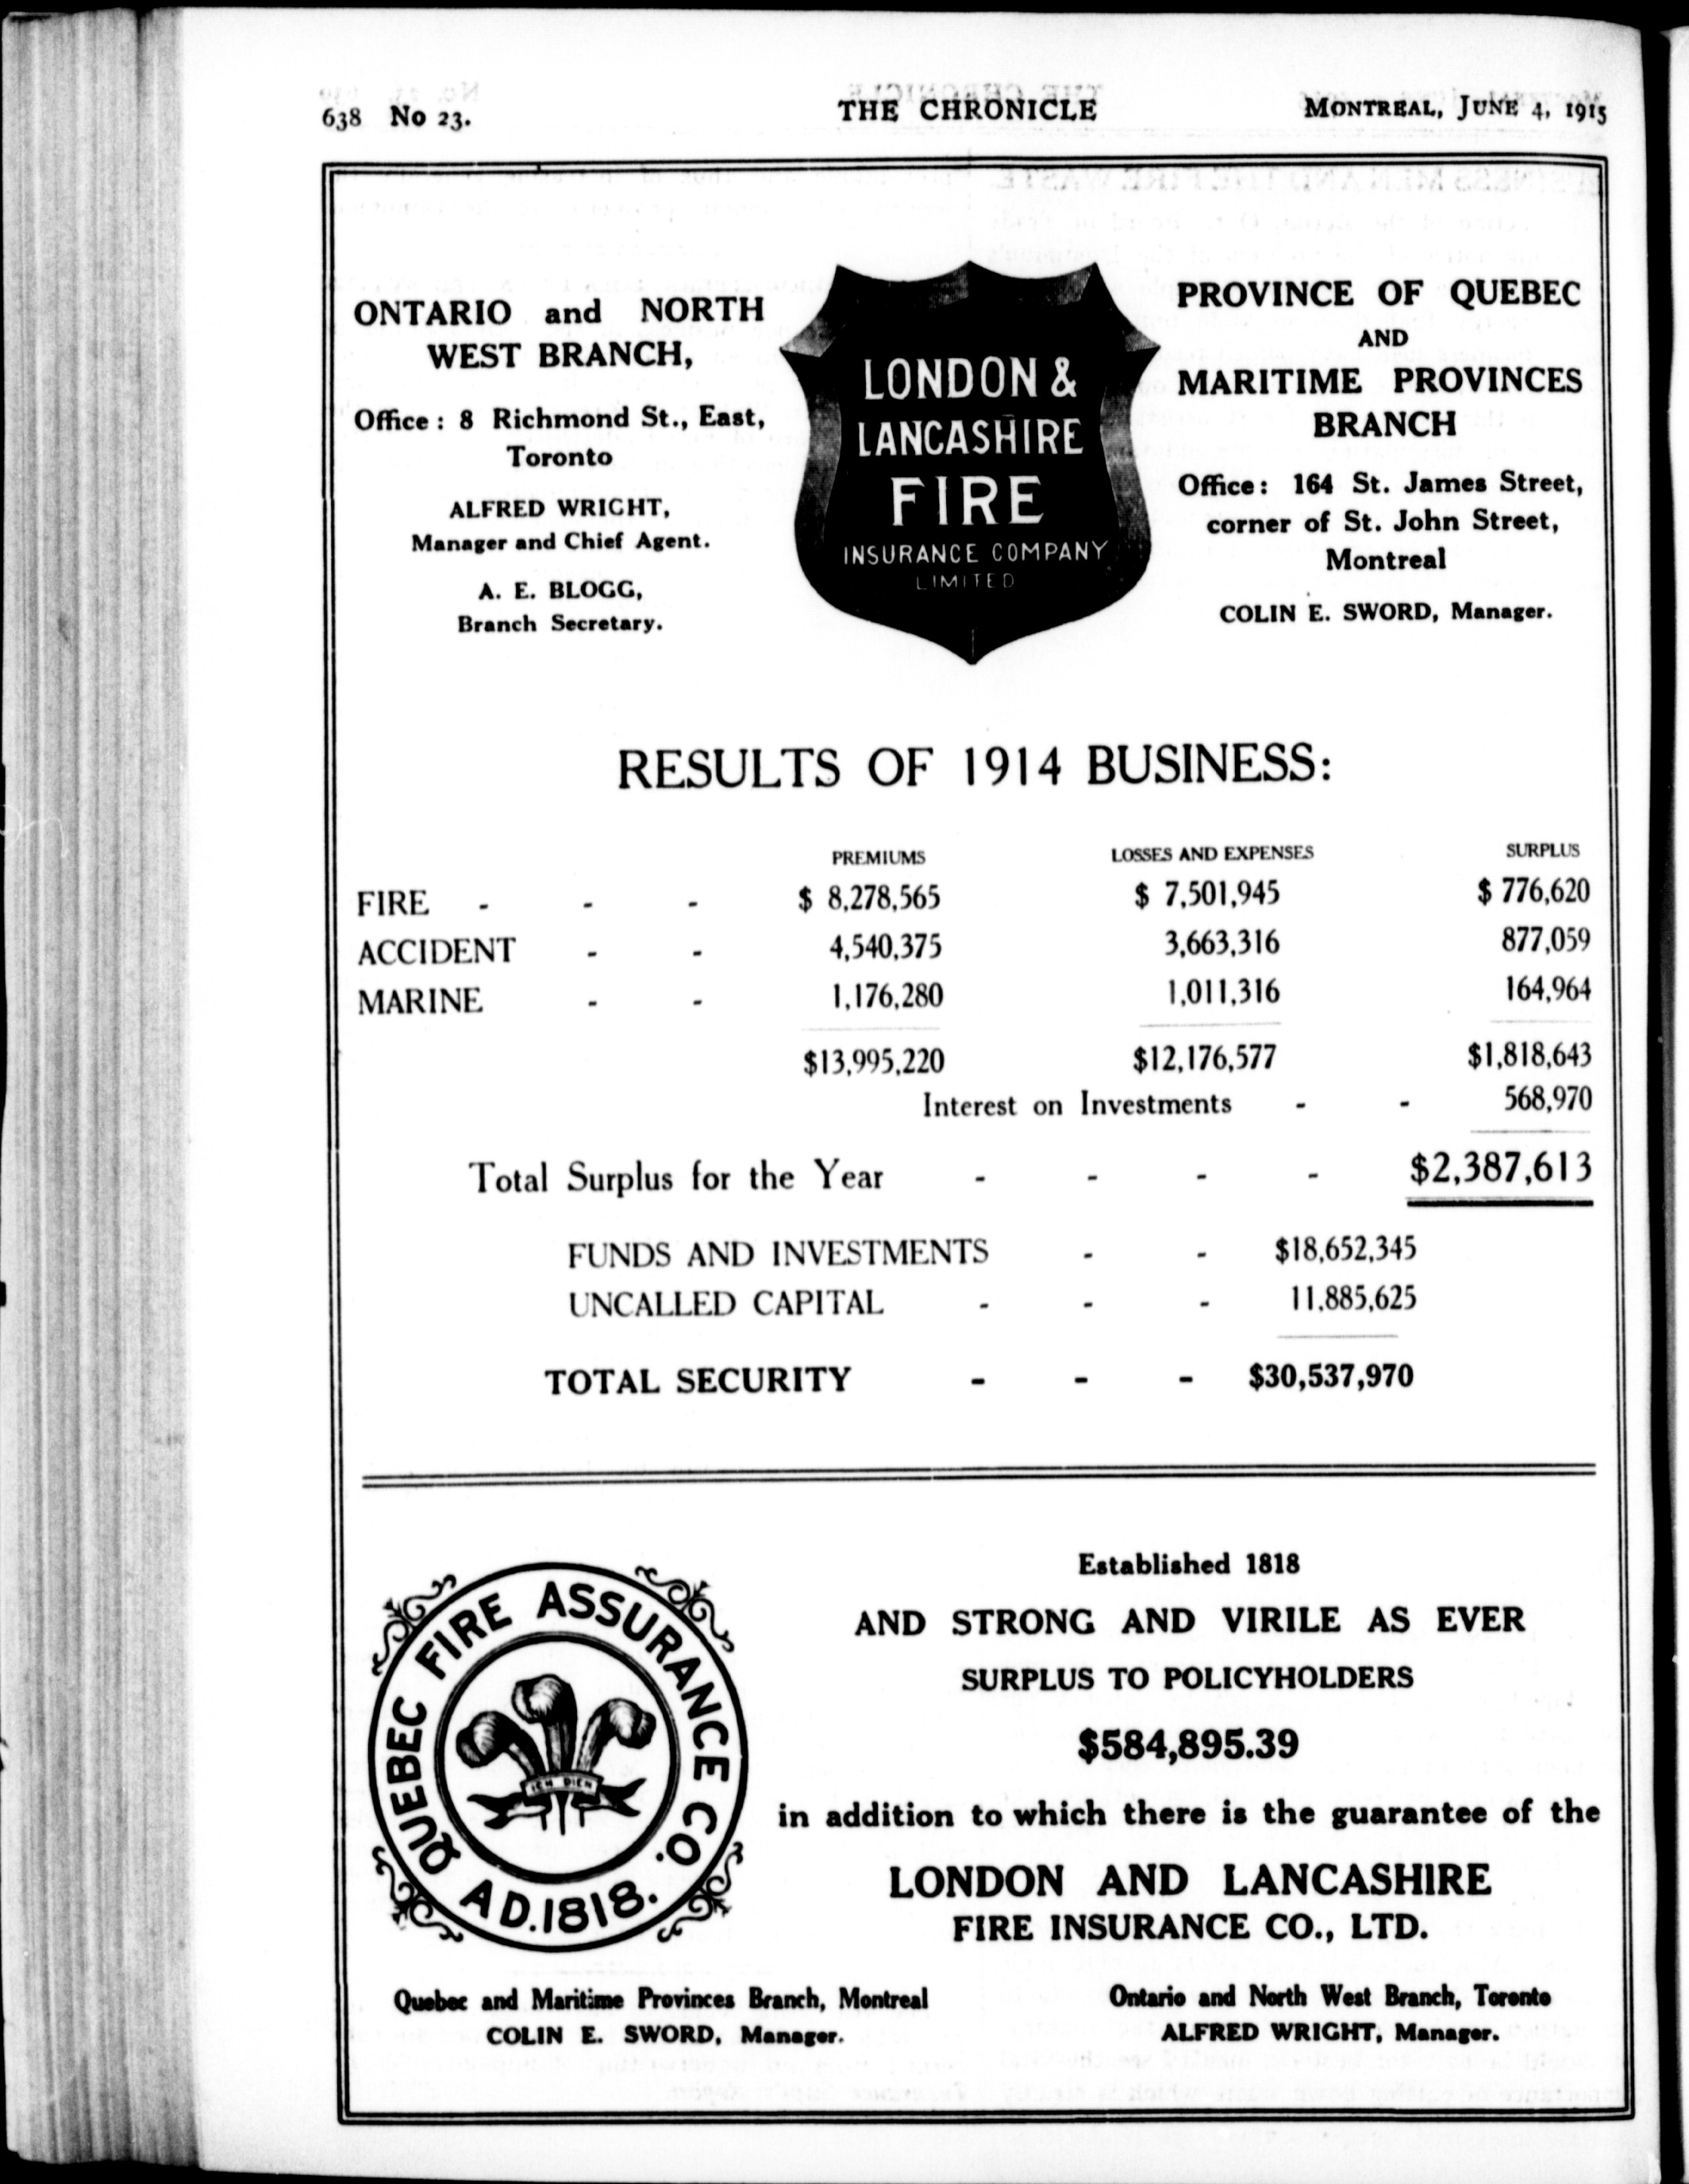 638 No 23.
THE CHRONICLE
MONTREAL, JUNE 4, 1915
ONTARIO and NORTH
WEST BRANCH,
Office : 8 Richmond St., East,
Toronto
ALFRED WRIGHT,
Manager and Chief Agent.
A. E. BLOGG,
Branch Secretary.
LONDON &
LANCASHIRE
FIRE
INSURANCE COMPANY
LIMITED
PROVINCE OF QUEBEC
AND
MARITIME PROVINCES
BRANCH
Office: 164 St. James Street,
corner of St. John Street,
Montreal
COLIN E. SWORD, Manager.
RESULTS OF 1914 BUSINESS:
PREMIUMS LOSSES AND EXPENSES SURPLUS
FIRE - - - $ 8,278,565 $ 7,501,945 $ 776,620
ACCIDENT - - 4,540,375 3,663,316 877,059
MARINE - - 1,176,280 1,011,316 164,964
$13,995,220 $12,176,577 $1,818,643
Interest on Investments - - 568,970
Total Surplus for the Year - - - - $2,387,613
FUNDS AND INVESTMENTS - - $18,652,345
UNCALLED CAPITAL - - - 11,885,625
TOTAL SECURITY - - - $30,537,970
QUEBEC FIRE ASSURANCE CO.
AD.1818.
ICH DIEN
Established 1818
AND STRONG AND VIRILE AS EVER
SURPLUS TO POLICYHOLDERS
$584,895.39
in addition to which there is the guarantee of the
LONDON AND LANCASHIRE
FIRE INSURANCE CO., LTD.
Quebec and Maritime Provinces Branch, Montreal
COLIN E. SWORD, Manager.
Ontario and North West Branch, Toronto
ALFRED WRIGHT, Manager.